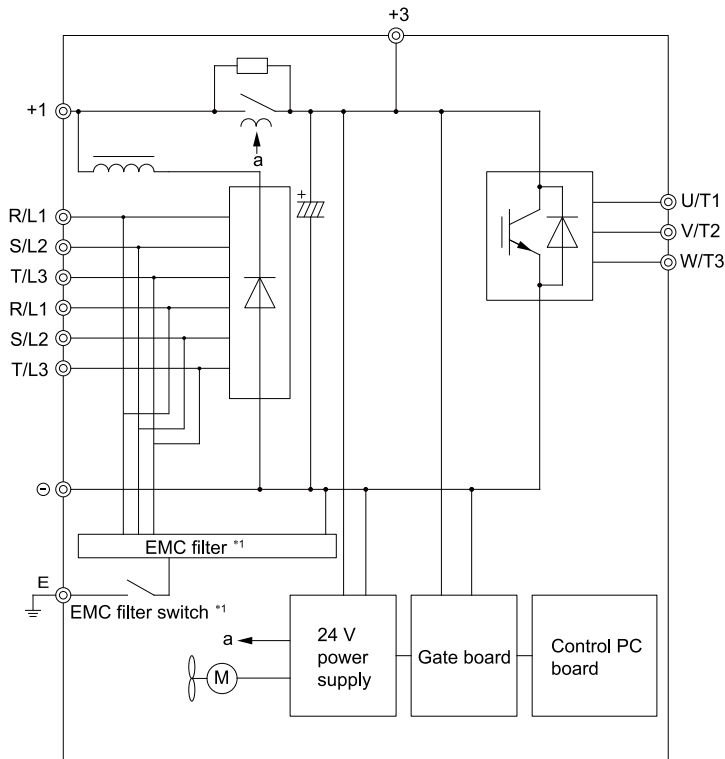 +3
+1
a
R/L1
S/L2
T/L3
R/L1
S/L2
T/L3
+
U/T1
V/T2
W/T3
⊖
EMC filter *1
E
EMC filter switch *1
a
M
24 V
power
supply
Gate board
Control PC
board